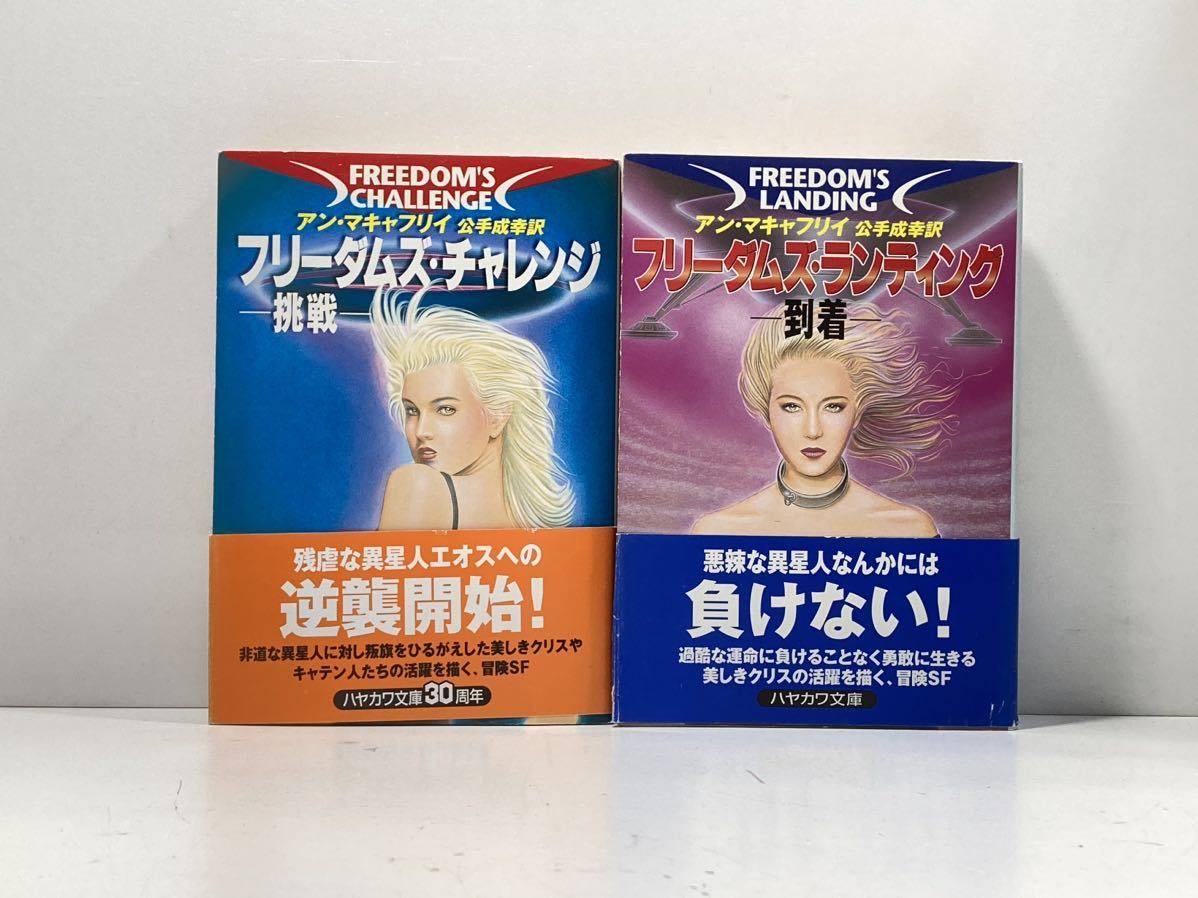 FREEDOM'S
CHALLENGE
アン・マキャフリイ 公手成幸訳
フリーダムズ・チャレンジ
―挑戦―
残虐な異星人エオスへの
逆襲開始!
非道な異星人に対し叛旗をひるがえした美しきクリスや
キャテン人たちの活躍を描く、冒険SF
ハヤカワ文庫30周年
FREEDOM'S
LANDING
アン・マキャフリイ 公手成幸訳
フリーダムズ・ランディング
―到着―
悪辣な異星人なんかには
負けない!
過酷な運命に負けることなく勇敢に生きる
美しきクリスの活躍を描く、冒険SF
ハヤカワ文庫